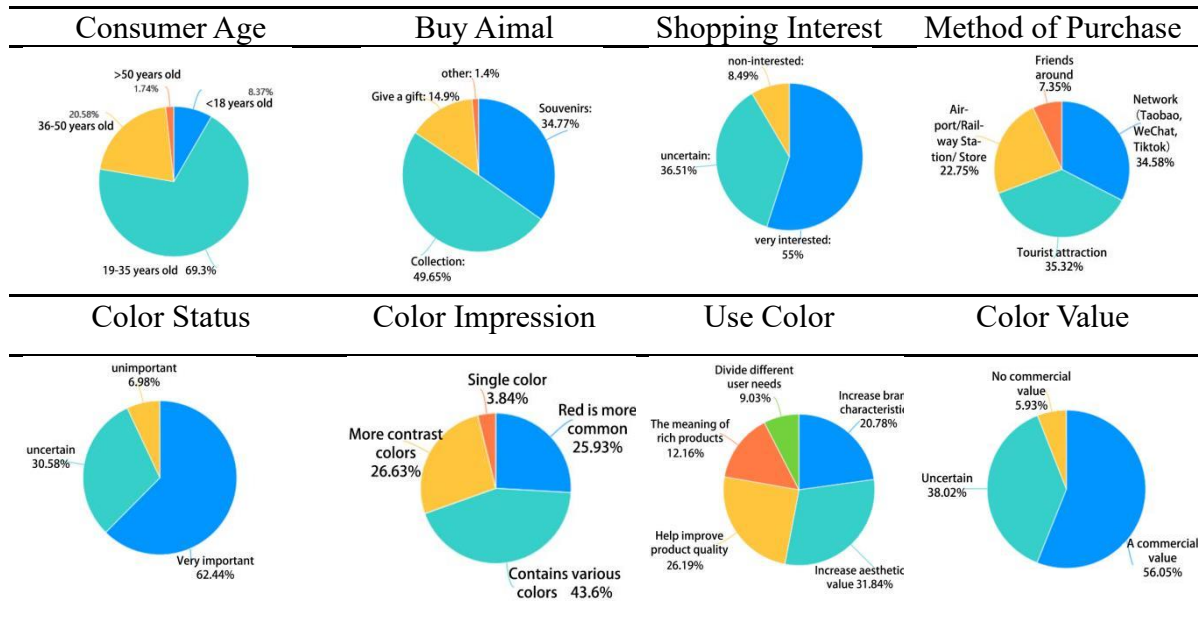 Consumer Age
Buy Aimal
Shopping Interest
Method of Purchase
>50 years old
1.74%
8.37%
<18 years old
20.58%
36-50 years old
19-35 years old 69.3%
other: 1.4%
Give a gift: 14.9%
Souvenirs:
34.77%
Collection:
49.65%
non-interested:
8.49%
uncertain:
36.51%
very interested:
55%
Friends
around
7.35%
Air-
port/Rail-
way Sta-
tion/ Store
22.75%
Network
(Taobao,
WeChat,
Tiktok)
34.58%
Tourist attraction
35.32%
Color Status
Color Impression
Use Color
Color Value
unimportant
6.98%
uncertain
30.58%
Very important
62.44%
Single color
3.84%
Red is more
common
25.93%
More contrast
colors
26.63%
Contains various
colors 43.6%
Divide different
user needs
9.03%
Increase bran
characteristi
20.78%
The meaning of
rich products
12.16%
Help improve
product quality
26.19%
Increase aesthetic
value 31.84%
No commercial
value
5.93%
Uncertain
38.02%
A commercial
value
56.05%